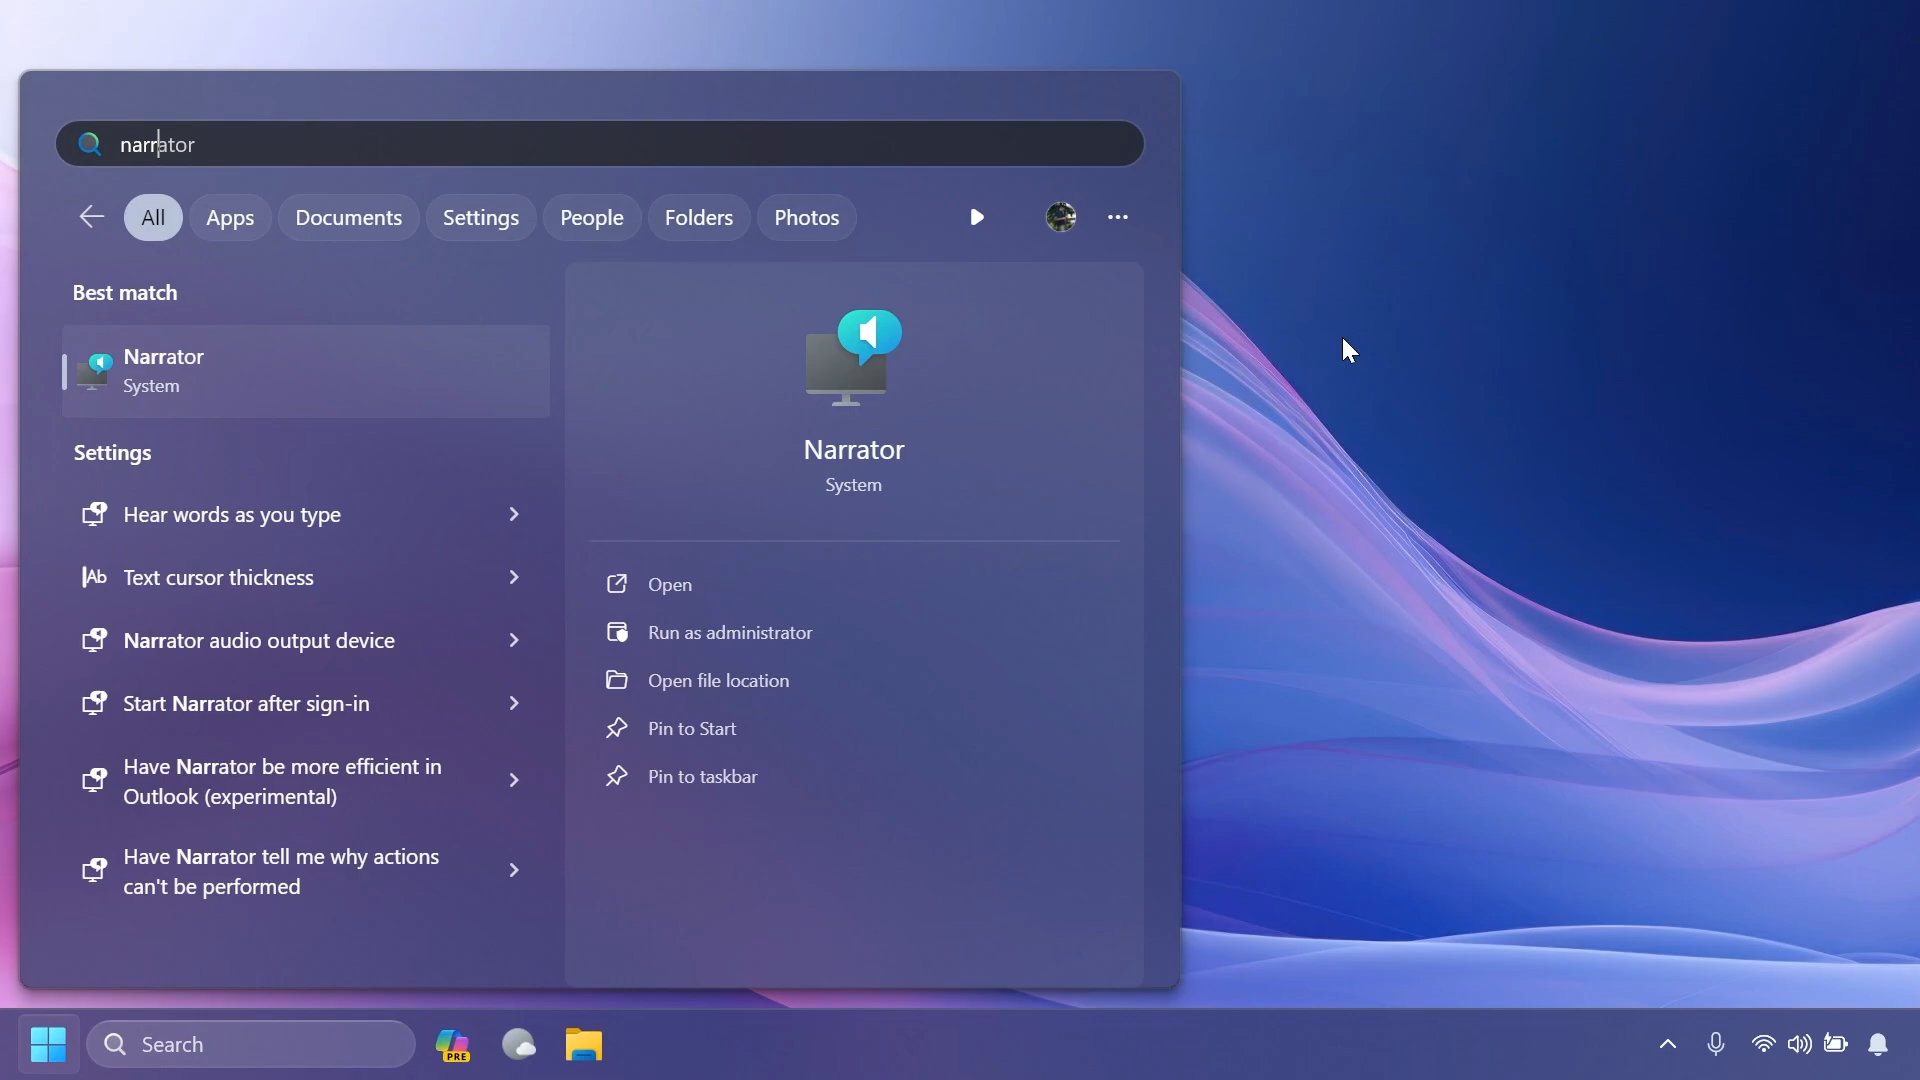 narrator
All Apps Documents Settings People Folders Photos
Best match
Narrator
System
Settings
Hear words as you type
Ab Text cursor thickness
Narrator audio output device
Start Narrator after sign-in
Have Narrator be more efficient in
Outlook (experimental)
Have Narrator tell me why actions
can't be performed
Narrator
System
Open
Run as administrator
Open file location
Pin to Start
Pin to taskbar
Search
PRE